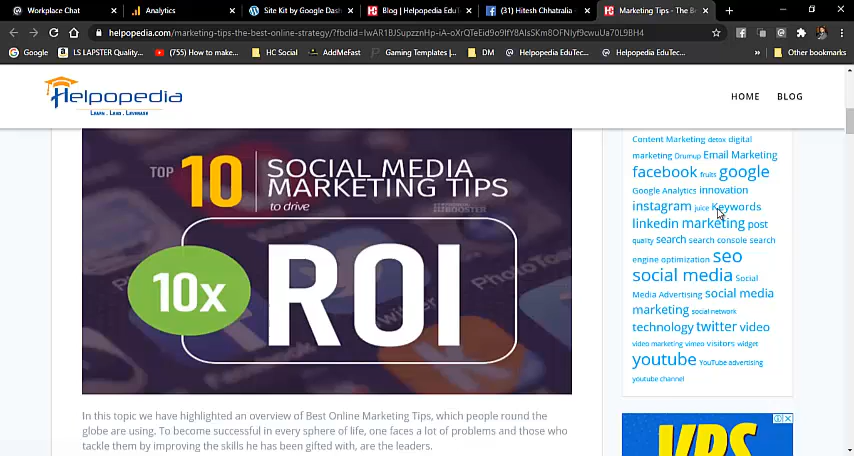 Workplace Chat
Analytics
Site Kit by Google Dash
Blog | Helpopedia EduTe
(31) Hitesh Chhatralia
Marketing Tips - The Be
helpopedia.com/marketing-tips-the-best-online-strategy/?fbclid=
Google
LS LAPSTER Quality...
(755) How to make...
HC Social
AddMeFast
Gaming Templates |...
DM
Helpopedia EduTec...
Helpopedia EduTec...
Other bookmarks
Helpopedia
LEARN . LEAD . LEVERAGE
HOME
BLOG
TOP 10 SOCIAL MEDIA
MARKETING TIPS
to drive
10x ROI
In this topic we have highlighted an overview of Best Online Marketing Tips, which people round the
globe are using. To become successful in every sphere of life, one faces a lot of problems and those who
tackle them by improving the skills he has been gifted with, are the leaders.
Content Marketing detox digital
marketing Drumup Email Marketing
facebook fruits google
Google Analytics innovation
instagram juice Keywords
linkedin marketing post
quality search search console search
engine optimization seo
social media Social
Media Advertising social media
marketing social network
technology twitter video
video marketing vimeo visitors widget
youtube YouTube advertising
youtube channel